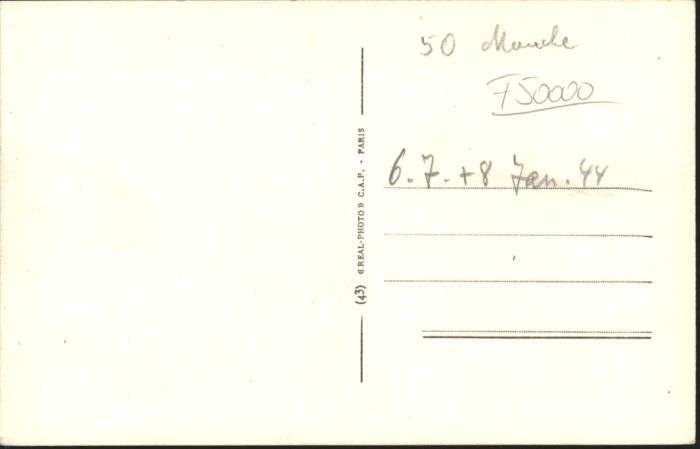 50 Manche
F50000
6. 7. + 8 Jan. 44
(43) « REAL-PHOTO » C.A.P. - PARIS